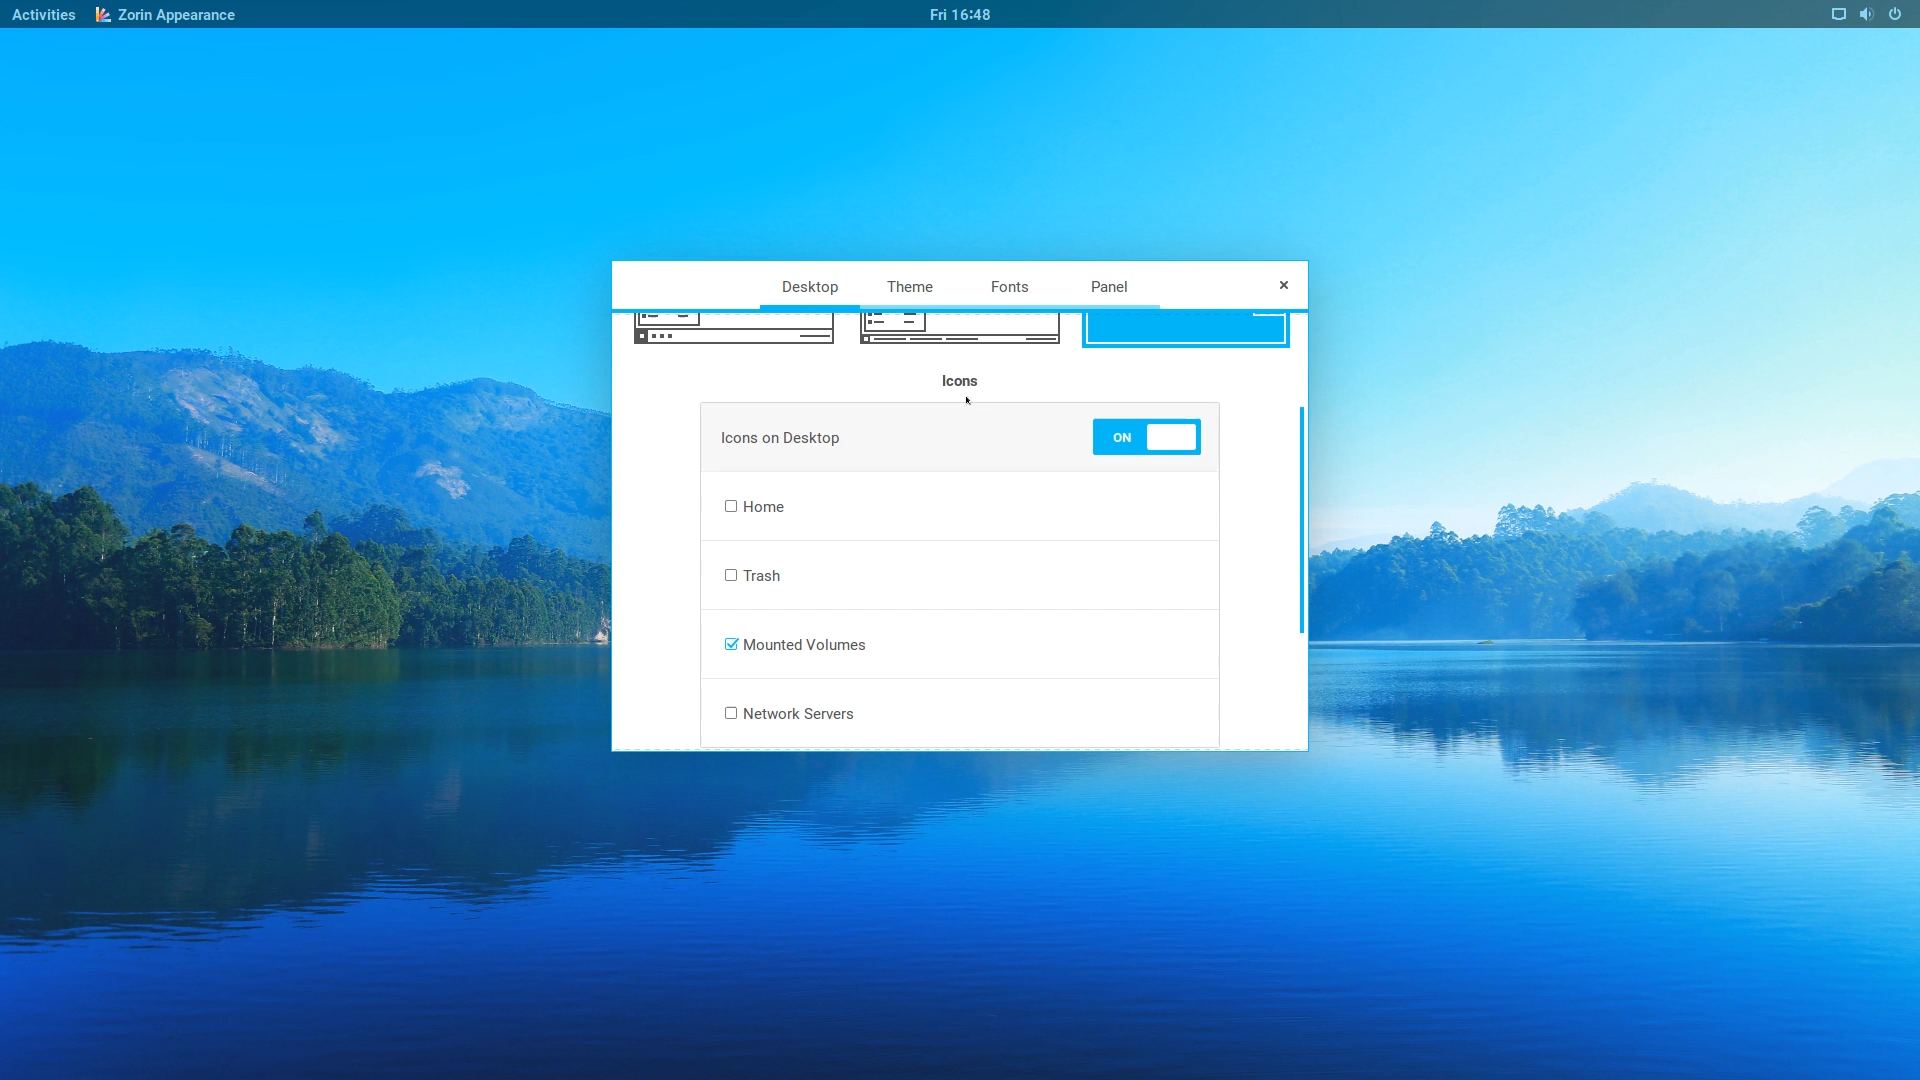 Activities Zorin Appearance Fri 16:48
Desktop Theme Fonts Panel
Icons
Icons on Desktop ON
Home
Trash
Mounted Volumes
Network Servers